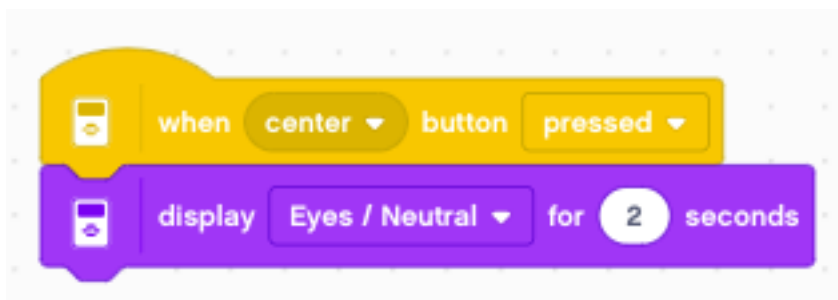 when center button pressed
display Eyes / Neutral for 2 seconds